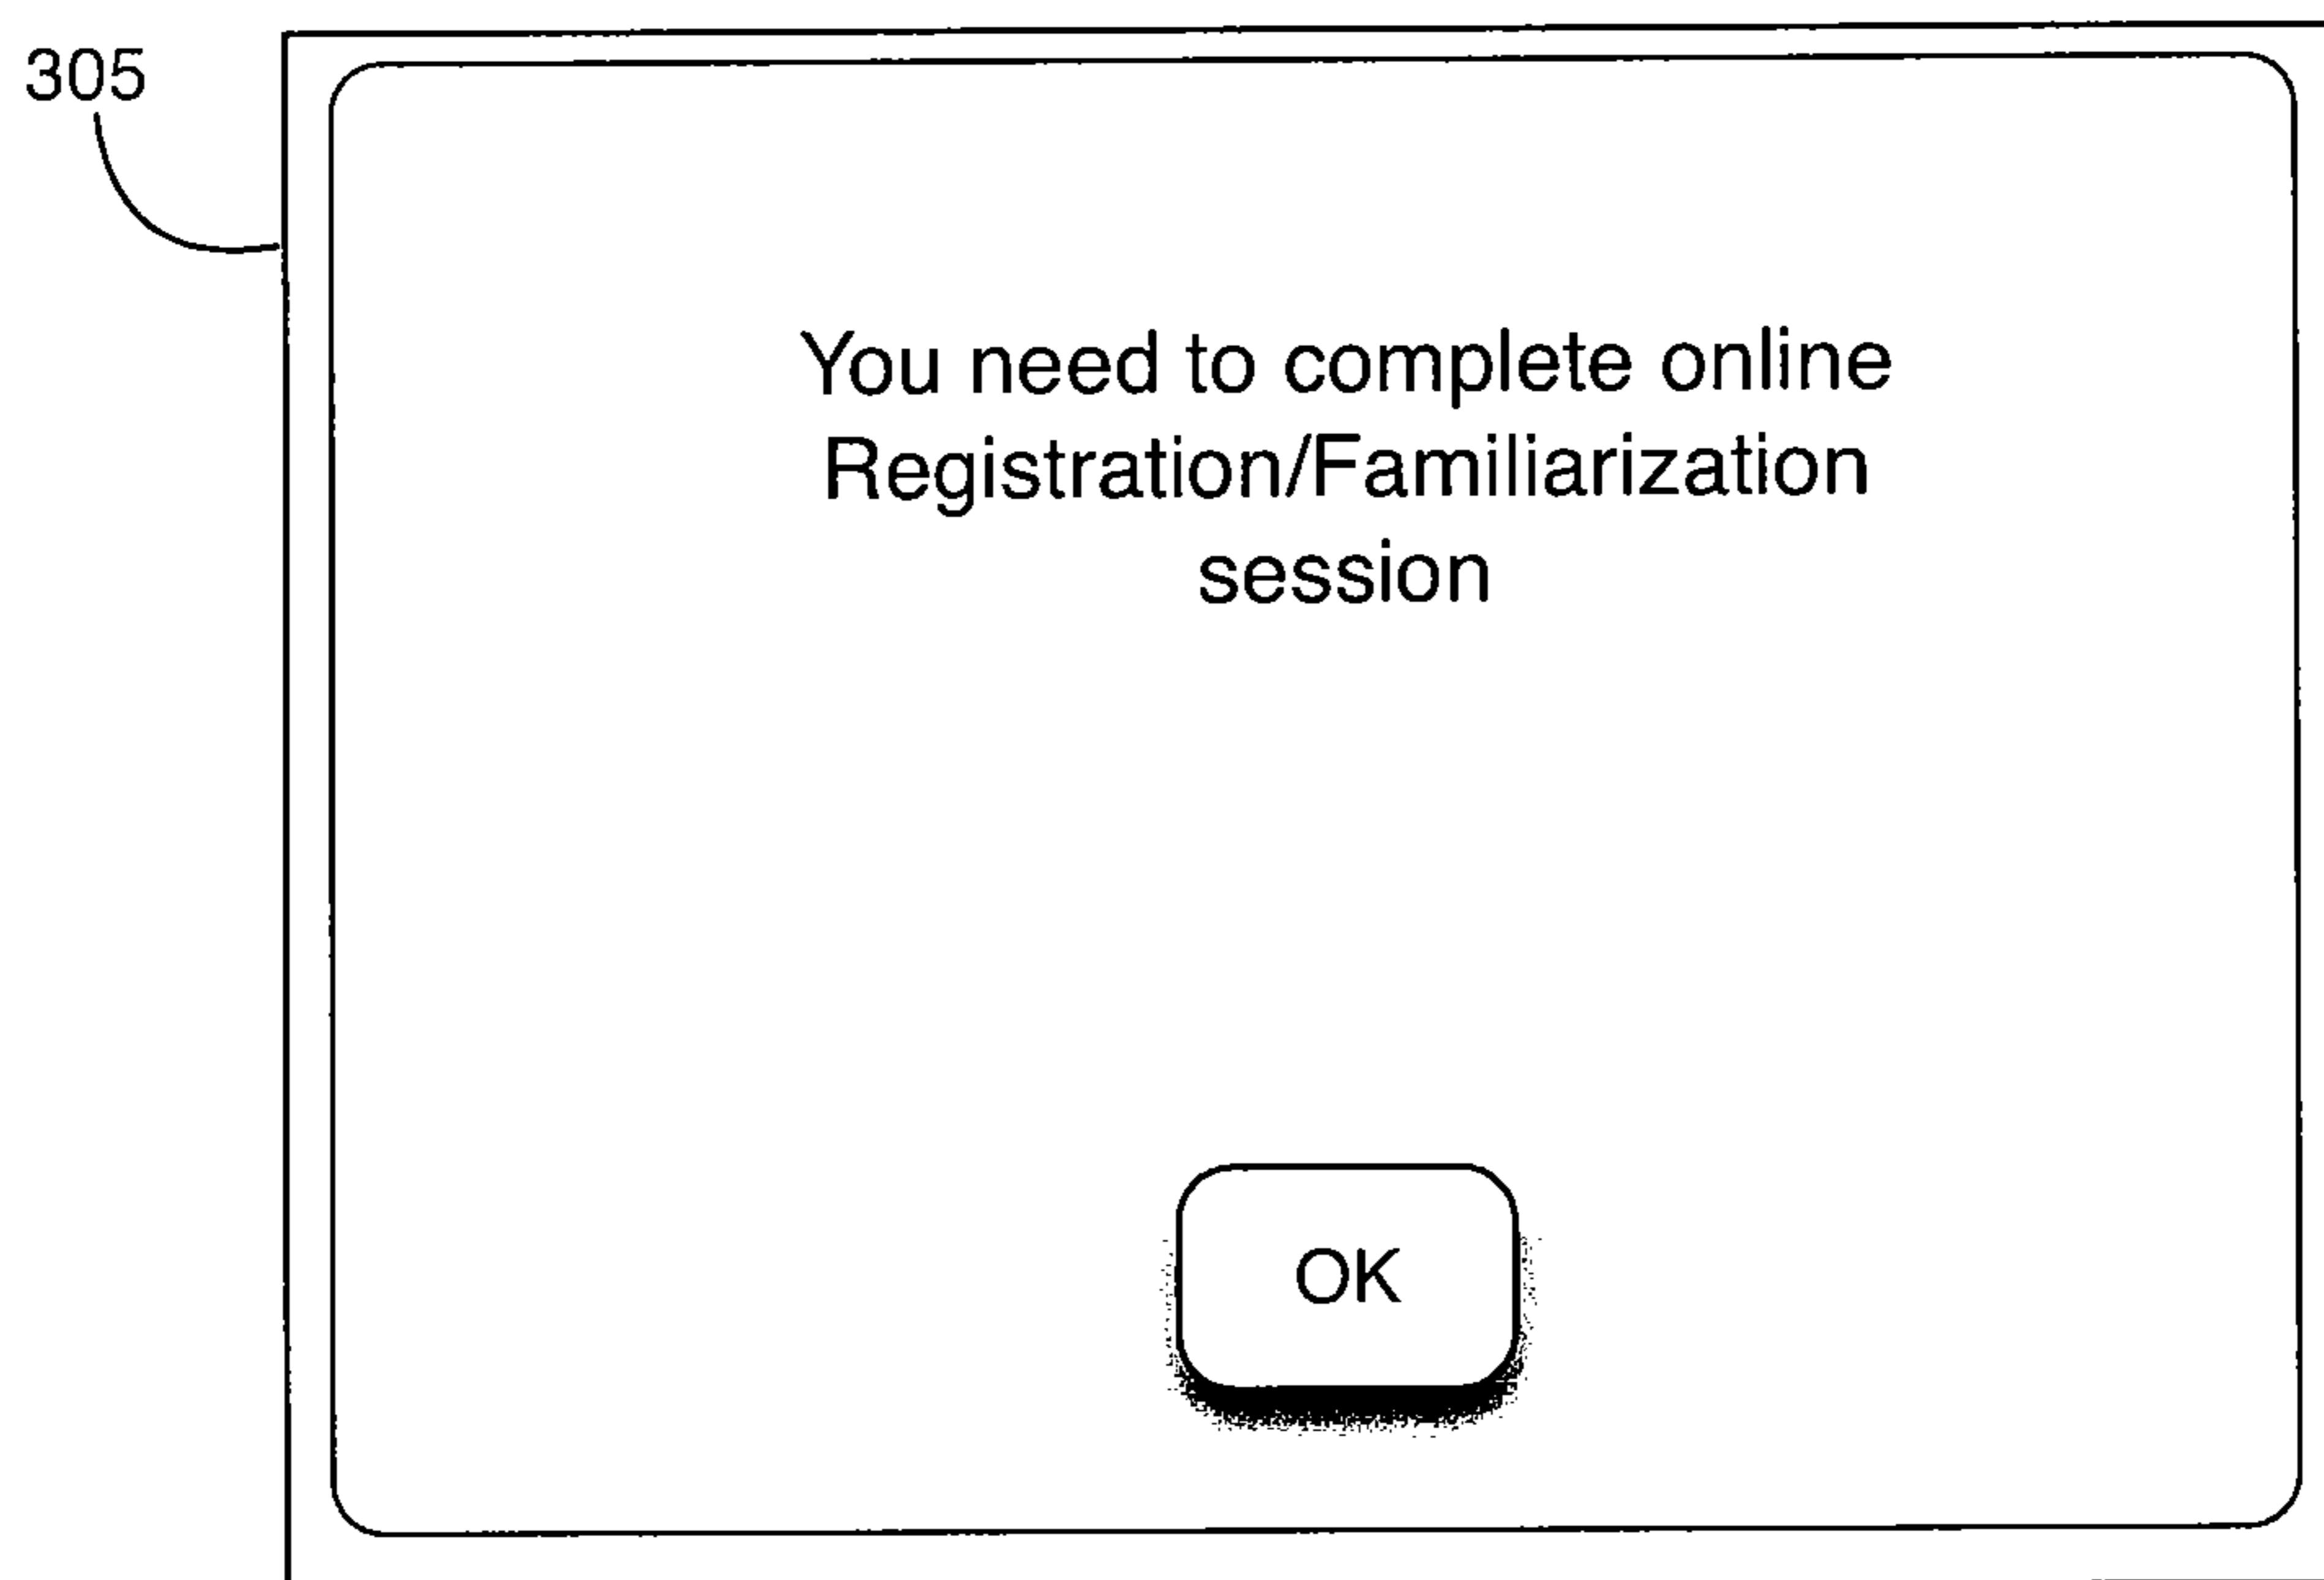 305
You need to complete online
Registration/Familiarization
session
OK